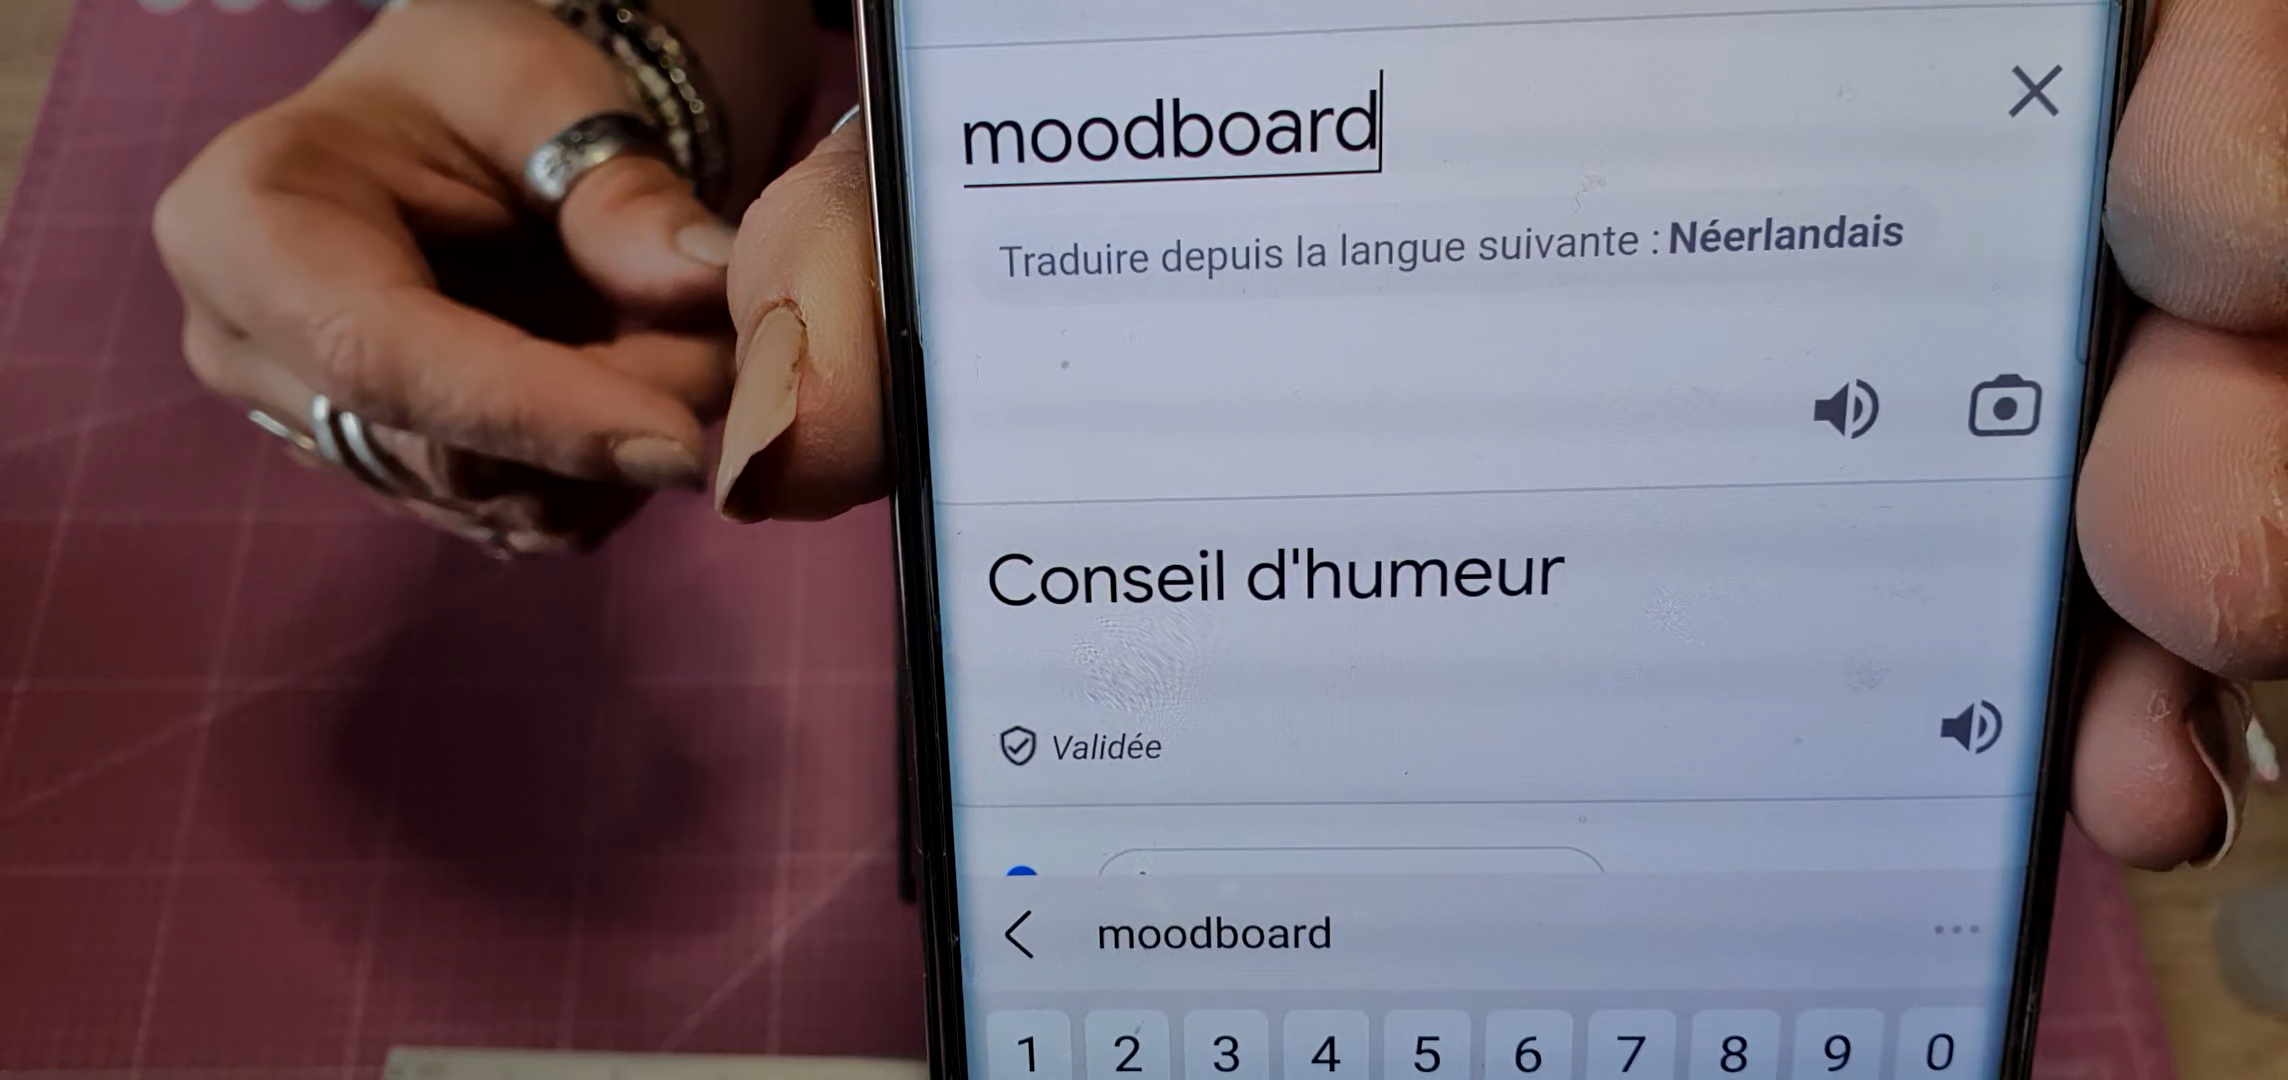 moodboard
Traduire depuis la langue suivante : Néerlandais
Conseil d'humeur
Validée
moodboard
1 2 3 4 5 6 7 8 9 0